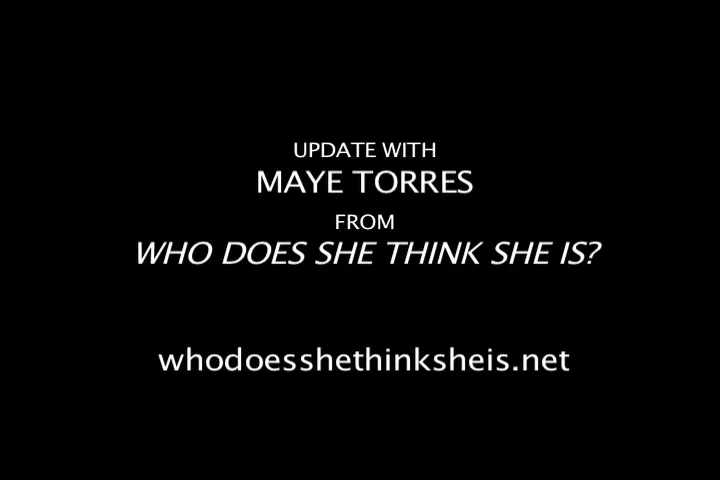 UPDATE WITH
MAYE TORRES
FROM
WHO DOES SHE THINK SHE IS?
whodoesshethinksheis.net